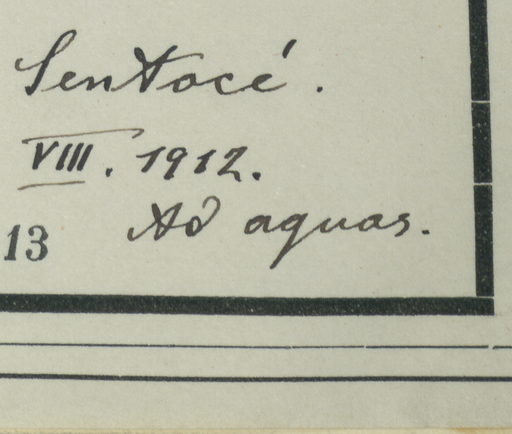 Sentocé.
VIII. 1912.
Ad aquas.
13